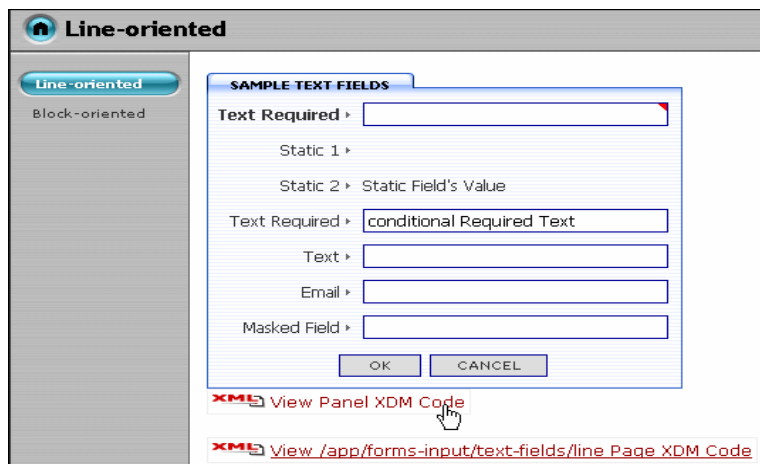 Line-oriented
Line-oriented
Block-oriented
SAMPLE TEXT FIELDS
Text Required
Static 1
Static 2 Static Field's Value
Text Required conditional Required Text
Text
Email
Masked Field
OK CANCEL
XML View Panel XDM Code
XML View /app/forms-input/text-fields/line Page XDM Code